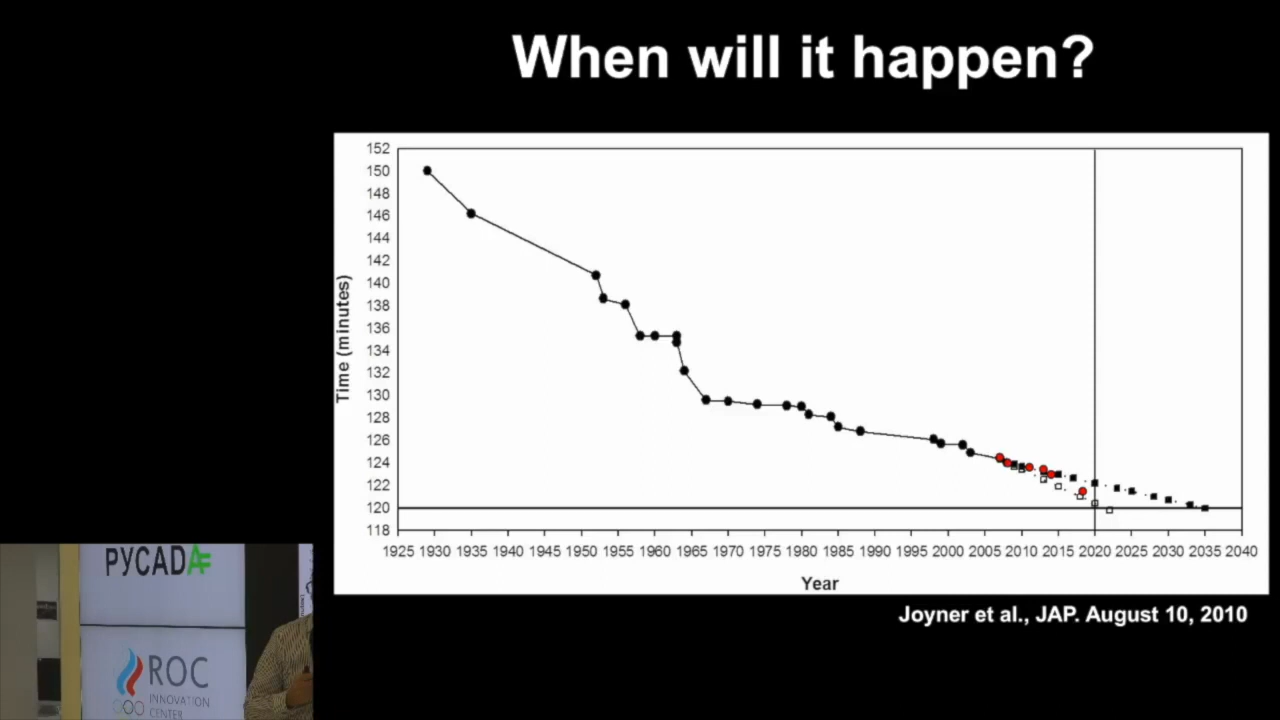 When will it happen?
152
150
148
146
144
142
140
138
136
134
132
130
128
126
124
122
120
118
Time (minutes)
1925 1930 1935 1940 1945 1950 1955 1960 1965 1970 1975 1980 1985 1990 1995 2000 2005 2010 2015 2020 2025 2030 2035 2040
Year
Joyner et al., JAP. August 10, 2010
РУСАДА
ROC
INNOVATION
CENTER